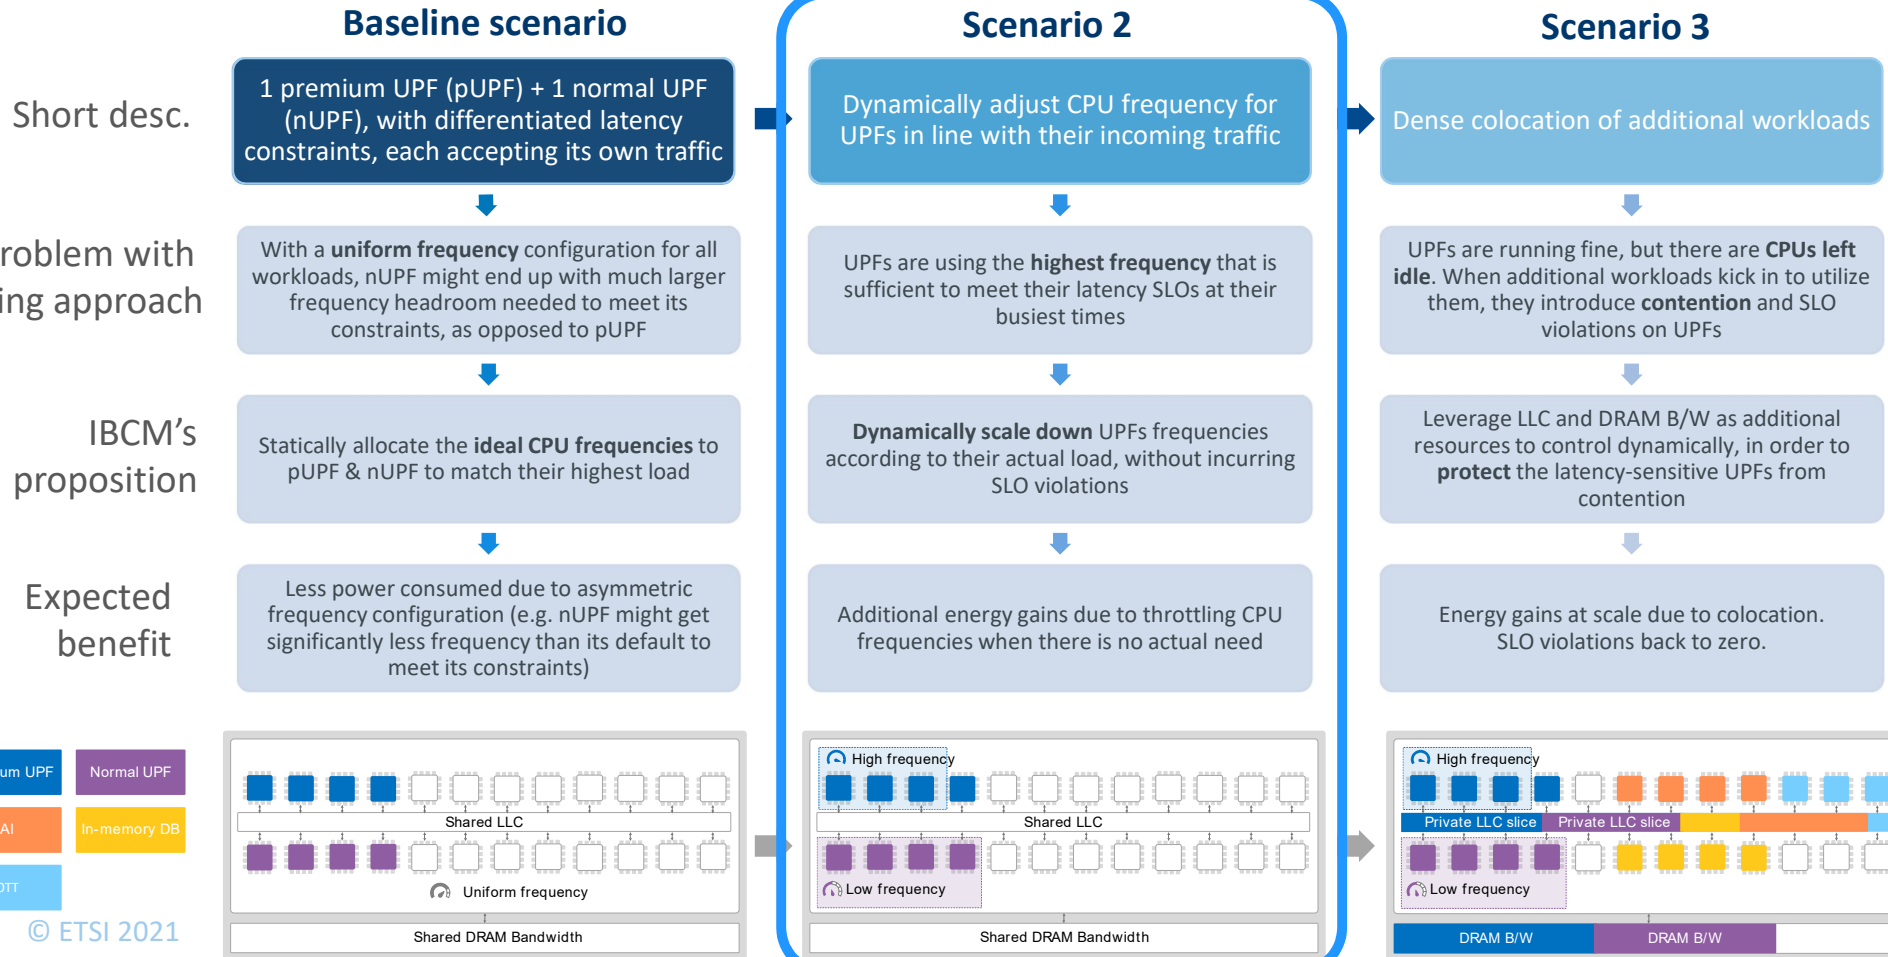 Baseline scenario
Scenario 2
Scenario 3
Short desc.
1 premium UPF (pUPF) + 1 normal UPF
(nUPF), with differentiated latency
constraints, each accepting its own traffic
Dynamically adjust CPU frequency for
UPFs in line with their incoming traffic
Dense colocation of additional workloads
roblem with
ing approach
With a uniform frequency configuration for all
workloads, nUPF might end up with much larger
frequency headroom needed to meet its
constraints, as opposed to pUPF
UPFs are using the highest frequency that is
sufficient to meet their latency SLOs at their
busiest times
UPFs are running fine, but there are CPUs left
idle. When additional workloads kick in to utilize
them, they introduce contention and SLO
violations on UPFs
IBCM's
proposition
Statically allocate the ideal CPU frequencies to
pUPF & nUPF to match their highest load
Dynamically scale down UPFs frequencies
according to their actual load, without incurring
SLO violations
Leverage LLC and DRAM B/W as additional
resources to control dynamically, in order to
protect the latency-sensitive UPFs from
contention
Expected
benefit
Less power consumed due to asymmetric
frequency configuration (e.g. nUPF might get
significantly less frequency than its default to
meet its constraints)
Additional energy gains due to throttling CPU
frequencies when there is no actual need
Energy gains at scale due to colocation.
SLO violations back to zero.
um UPF
Normal UPF
AI
In-memory DB
OTT
© ETSI 2021
Shared LLC
Uniform frequency
Shared DRAM Bandwidth
High frequency
Shared LLC
Low frequency
Shared DRAM Bandwidth
High frequency
Private LLC slice
Private LLC slice
Low frequency
DRAM B/W
DRAM B/W